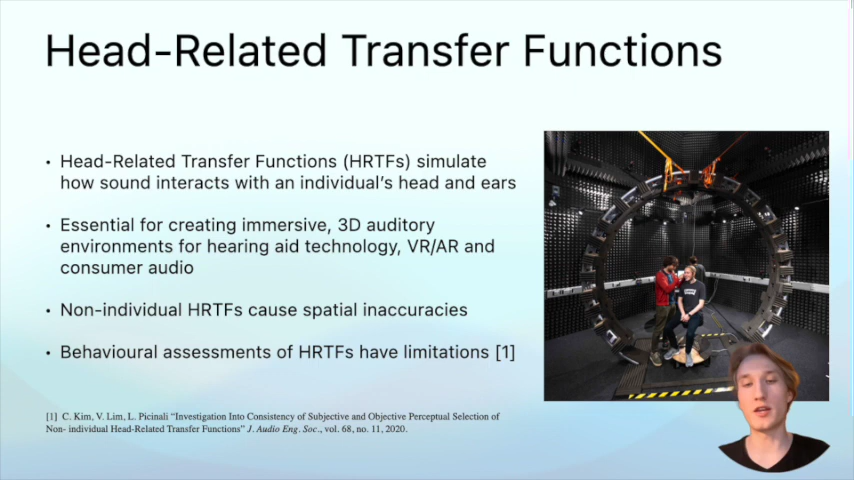 Head-Related Transfer Functions
• Head-Related Transfer Functions (HRTFs) simulate
how sound interacts with an individual's head and ears
• Essential for creating immersive, 3D auditory
environments for hearing aid technology, VR/AR and
consumer audio
• Non-individual HRTFs cause spatial inaccuracies
• Behavioural assessments of HRTFs have limitations [1]
[1] C. Kim, V. Lim, L. Picinali “Investigation Into Consistency of Subjective and Objective Perceptual Selection of
Non- individual Head-Related Transfer Functions” J. Audio Eng. Soc., vol. 68, no. 11, 2020.